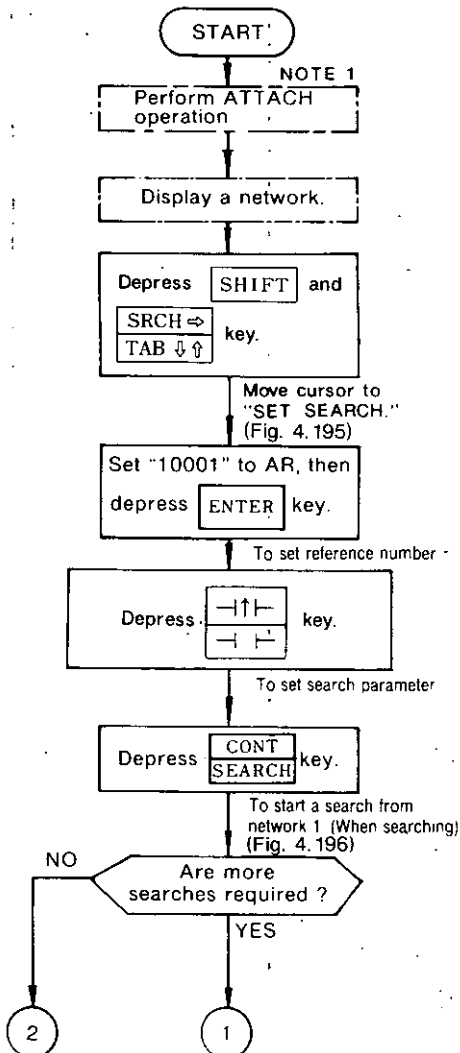 START
NOTE 1
Perform ATTACH
operation
Display a network.
Depress SHIFT and
SRCH ⇨
TAB ⇩ ⇧
key.
Move cursor to
"SET SEARCH."
(Fig. 4.195)
Set "10001" to AR, then
depress ENTER key.
To set reference number
Depress ⊣↑⊢ key.
⊣ ⊢
To set search parameter
Depress CONT
SEARCH key.
To start a search from
network 1 (When searching)
(Fig. 4.196)
NO
Are more
searches required ?
YES
2
1